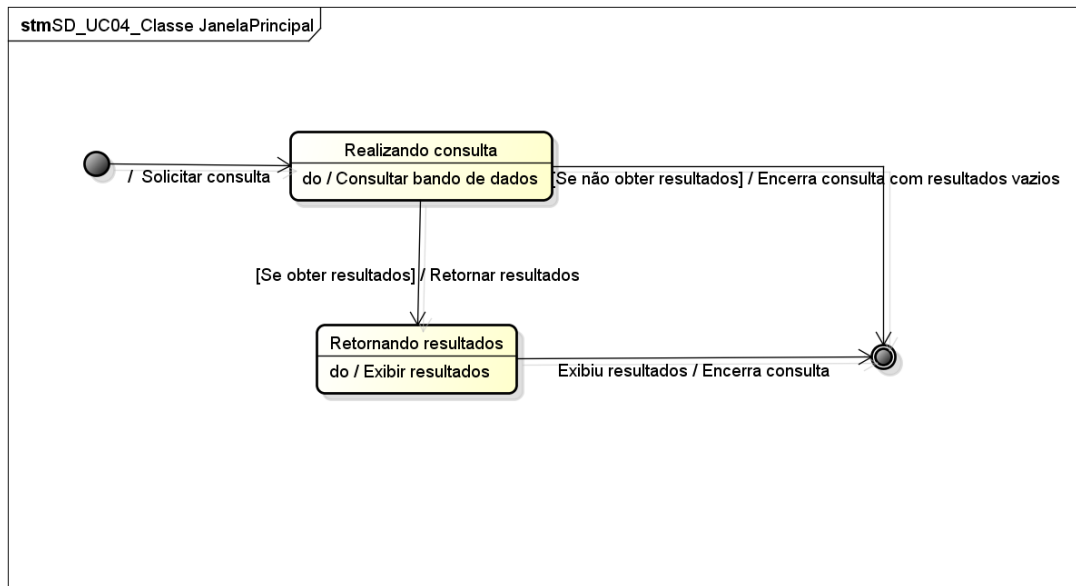 stmSD_UC04_Classe JanelaPrincipal
Realizando consulta
/ Solicitar consulta
do / Consultar bando de dados
[Se não obter resultados] / Encerra consulta com resultados vazios
[Se obter resultados] / Retornar resultados
Retornando resultados
do / Exibir resultados
Exibiu resultados / Encerra consulta